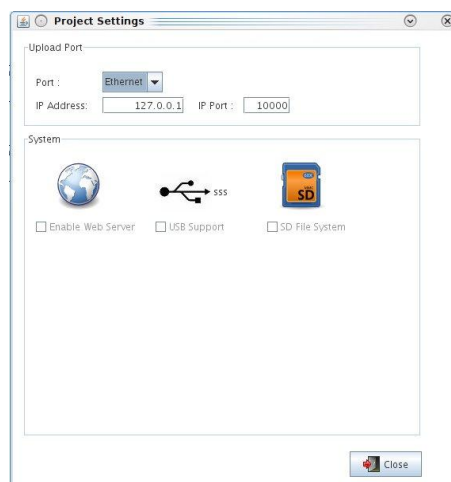 Project Settings
Upload Port
Port : Ethernet
IP Address: 127.0.0.1 IP Port : 10000
System
sss
SD
Enable Web Server USB Support SD File System
Close